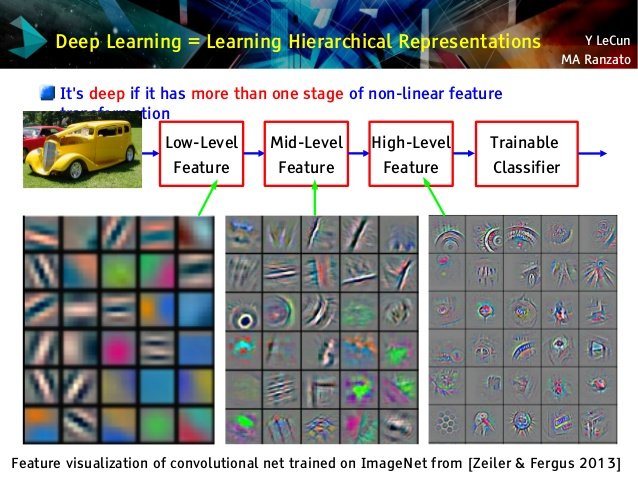 Deep Learning = Learning Hierarchical Representations
Y LeCun
MA Ranzato
It's deep if it has more than one stage of non-linear feature
transformation
Low-Level
Feature
Mid-Level
Feature
High-Level
Feature
Trainable
Classifier
Feature visualization of convolutional net trained on ImageNet from [Zeiler & Fergus 2013]